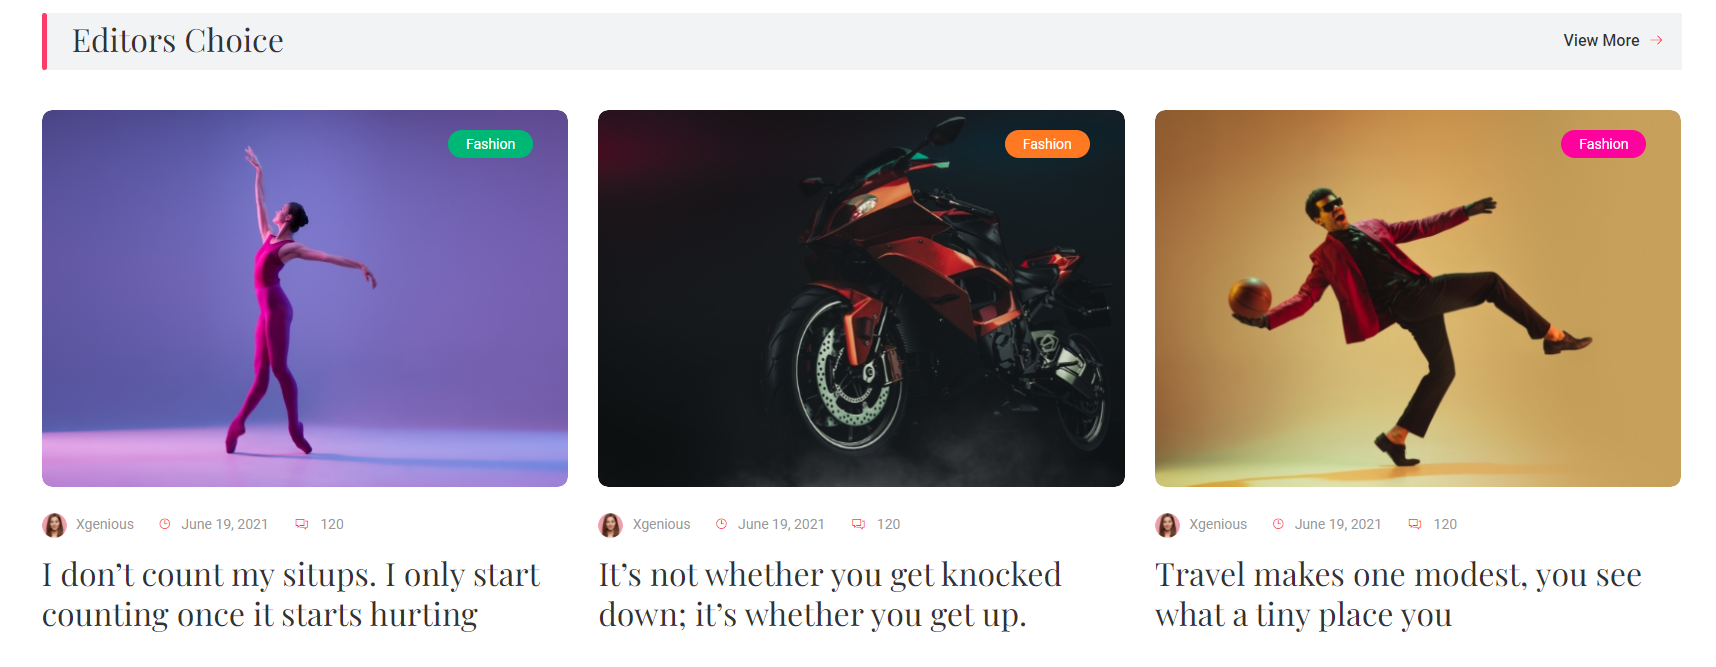 Editors Choice
View More
Fashion
Fashion
Fashion
Xgenious
June 19, 2021
120
Xgenious
June 19, 2021
120
Xgenious
June 19, 2021
120
I don’t count my situps. I only start
counting once it starts hurting
It’s not whether you get knocked
down; it’s whether you get up.
Travel makes one modest, you see
what a tiny place you